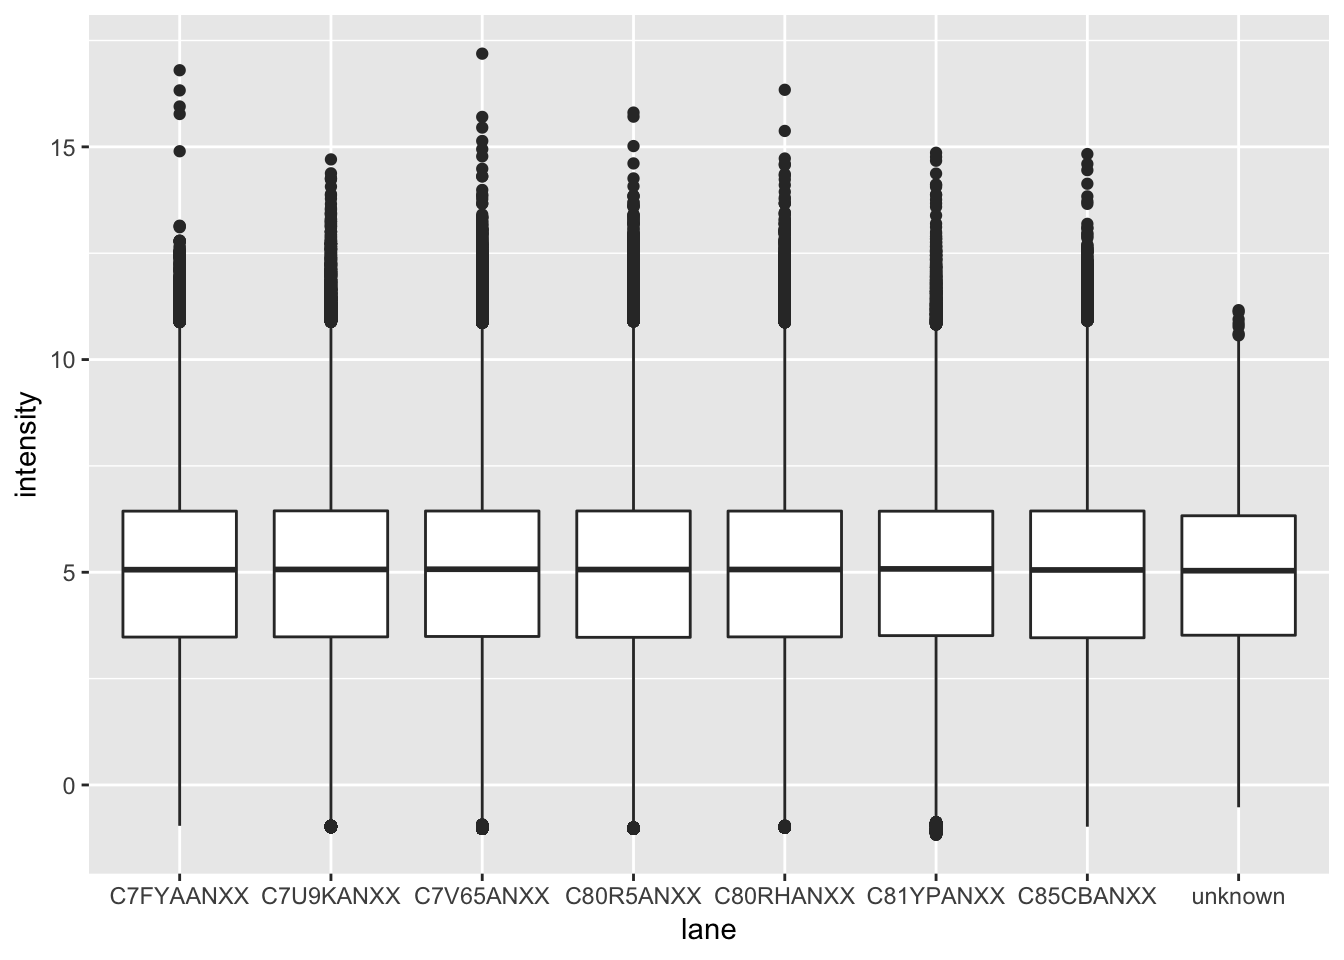 15
10
5
0
intensity
C7FYAANXX C7U9KANXX C7V65ANXX C80R5ANXX C80RHANXX C81YPANXX C85CBANXX unknown
lane